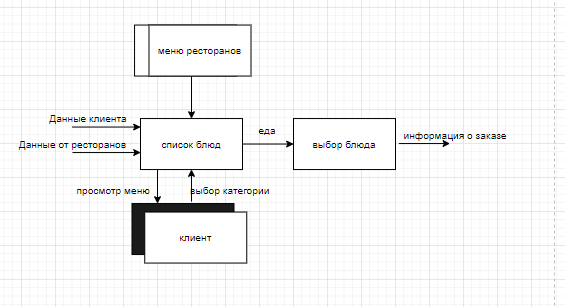 меню ресторанов
Данные клиента
Данные от ресторанов
список блюд
еда
выбор блюда
информация о заказе
просмотр меню
выбор категории
клиент